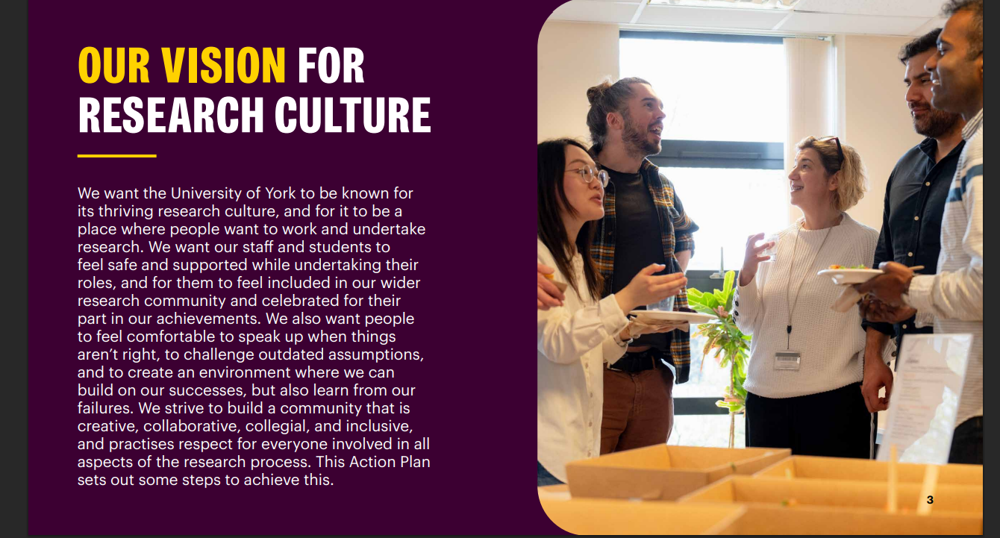 OUR VISION FOR
RESEARCH CULTURE
We want the University of York to be known for
its thriving research culture, and for it to be a
place where people want to work and undertake
research. We want our staff and students to
feel safe and supported while undertaking their
roles, and for them to feel included in our wider
research community and celebrated for their
part in our achievements. We also want people
to feel comfortable to speak up when things
aren’t right, to challenge outdated assumptions,
and to create an environment where we can
build on our successes, but also learn from our
failures. We strive to build a community that is
creative, collaborative, collegial, and inclusive,
and practises respect for everyone involved in all
aspects of the research process. This Action Plan
sets out some steps to achieve this.
3